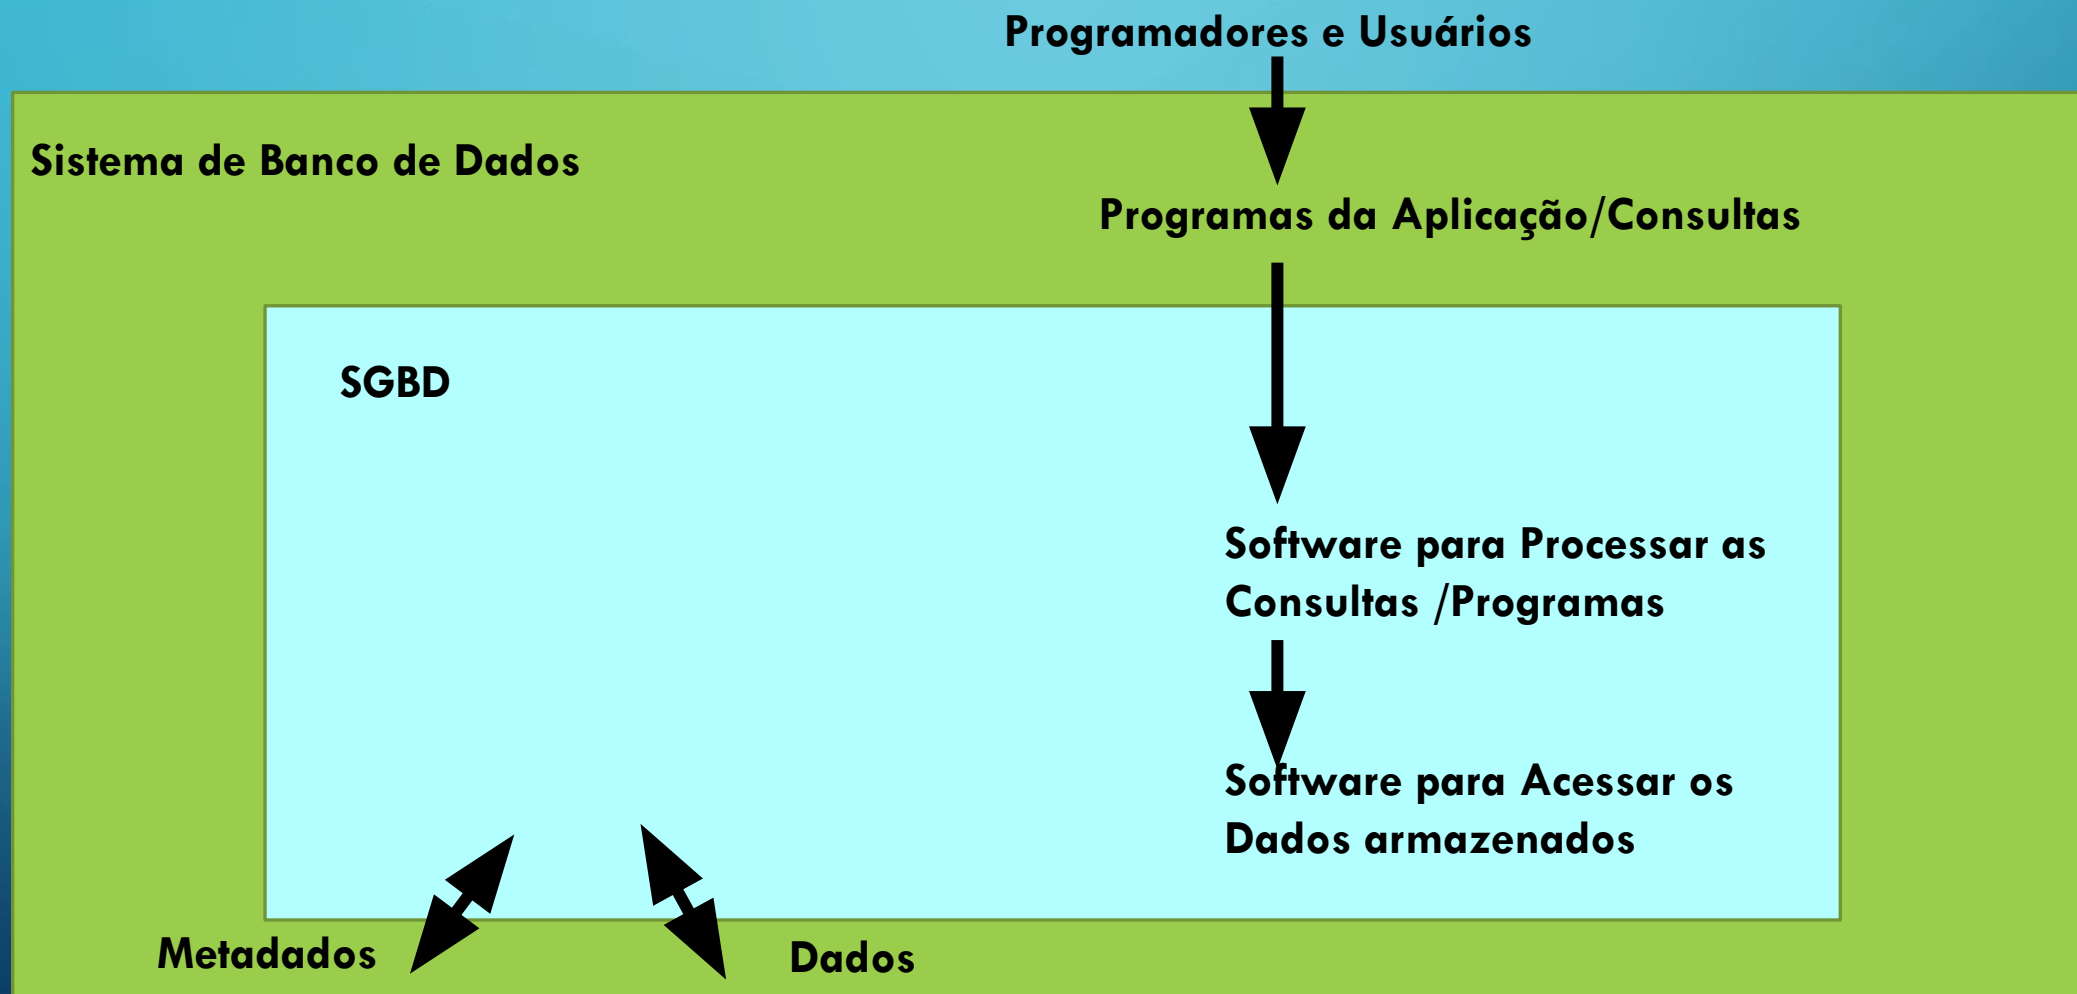 Programadores e Usuários
Sistema de Banco de Dados
Programas da Aplicação/Consultas
SGBD
Software para Processar as
Consultas /Programas
Software para Acessar os
Dados armazenados
Metadados
Dados